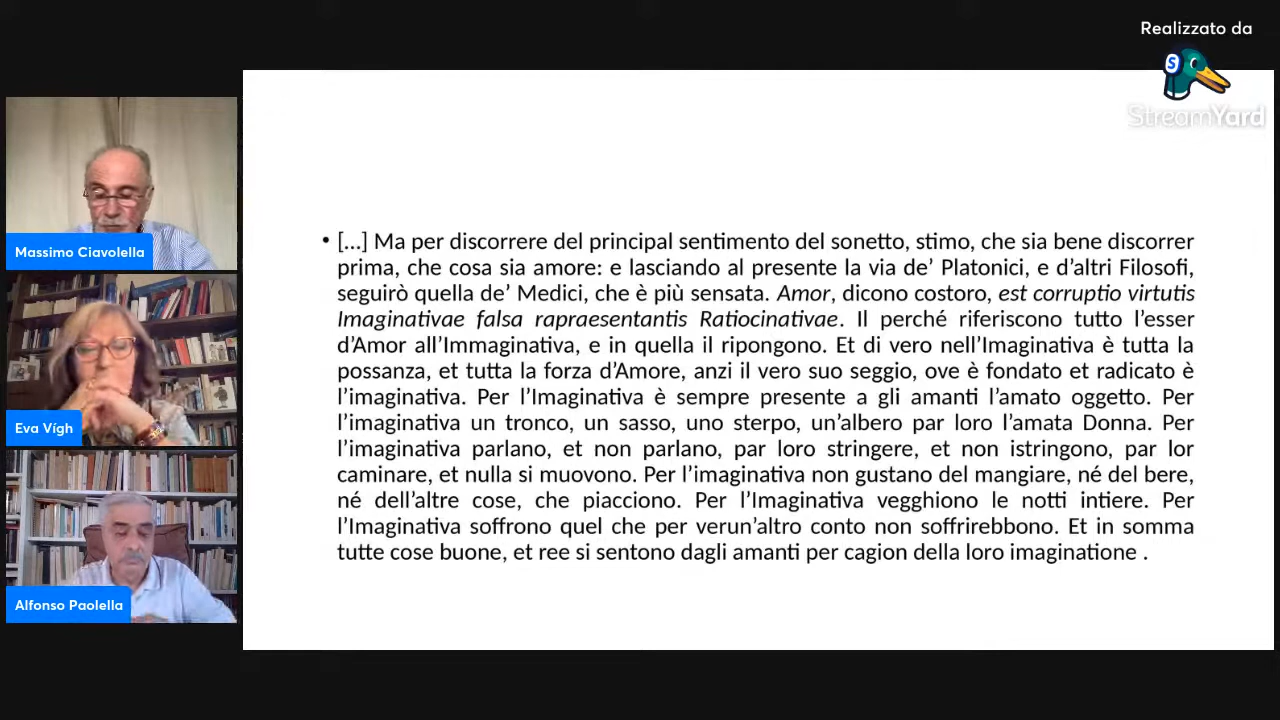 Realizzato da
StreamYard
Massimo Ciavolella
Eva Vígh
Alfonso Paolella
• [...] Ma per discorrere del principal sentimento del sonetto, stimo, che sia bene discorrer
prima, che cosa sia amore: e lasciando al presente la via de' Platonici, e d'altri Filosofi,
seguirò quella de' Medici, che è più sensata. Amor, dicono costoro, est corruptio virtutis
Imaginativae falsa rapraesentantis Ratiocinativae. Il perché riferiscono tutto l'esser
d'Amor all'Immaginativa, e in quella il ripongono. Et di vero nell'Imaginativa è tutta la
possanza, et tutta la forza d'Amore, anzi il vero suo seggio, ove è fondato et radicato è
l'imaginativa. Per l'Imaginativa è sempre presente a gli amanti l'amato oggetto. Per
l'imaginativa un tronco, un sasso, uno sterpo, un'albero par loro l'amata Donna. Per
l'imaginativa parlano, et non parlano, par loro stringere, et non istringono, par lor
caminare, et nulla si muovono. Per l'imaginativa non gustano del mangiare, né del bere,
né dell'altre cose, che piacciono. Per l'Imaginativa vegghiono le notti intiere. Per
l'Imaginativa soffrono quel che per verun'altro conto non soffrirebbono. Et in somma
tutte cose buone, et ree si sentono dagli amanti per cagion della loro imaginatione .